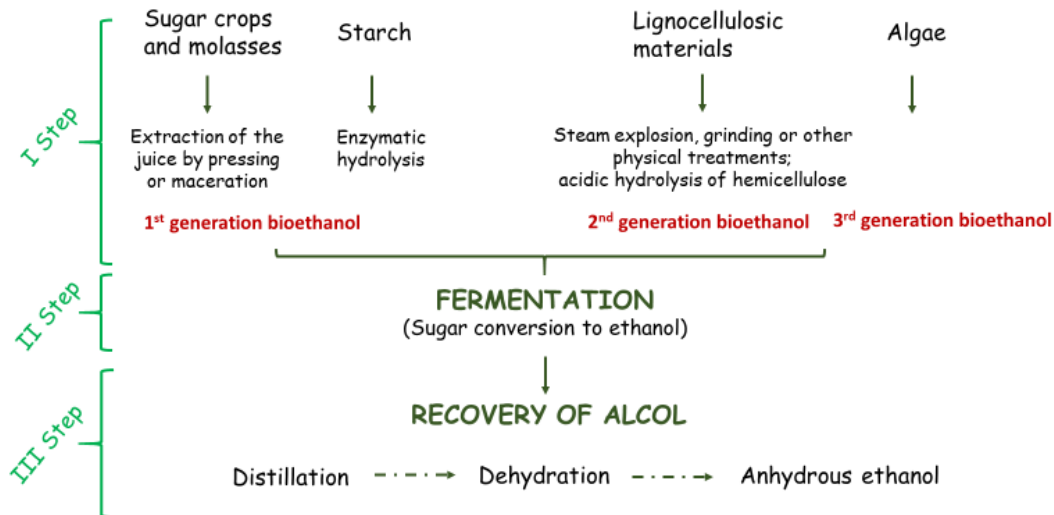 I Step
Sugar crops
and molasses
Starch
Lignocellulosic
materials
Algae
Extraction of the
juice by pressing
or maceration
Enzymatic
hydrolysis
Steam explosion, grinding or other
physical treatments;
acidic hydrolysis of hemicellulose
1st generation bioethanol
2nd generation bioethanol
3rd generation bioethanol
II Step
FERMENTATION
(Sugar conversion to ethanol)
III Step
RECOVERY OF ALCOL
Distillation
Dehydration
Anhydrous ethanol